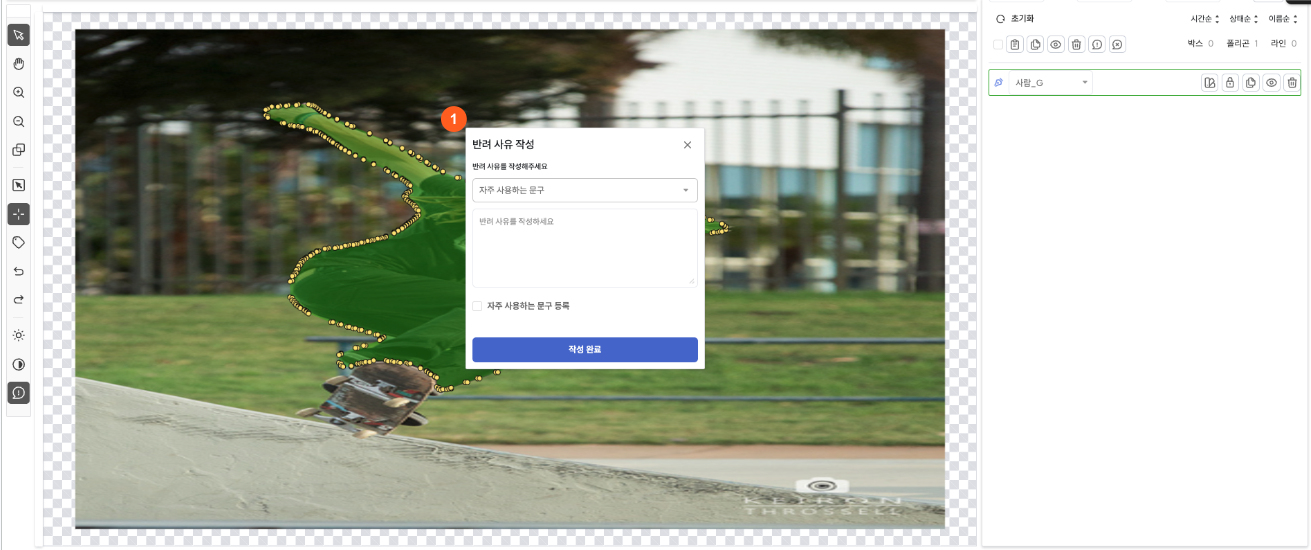 초기화
시간순
상태순
이름순
박스 0
폴리곤 1
라인 0
사람_G
1
반려 사유 작성
반려 사유를 작성해주세요
자주 사용하는 문구
반려 사유를 작성하세요
자주 사용하는 문구 등록
작성 완료
KEIRON
THROSSELL